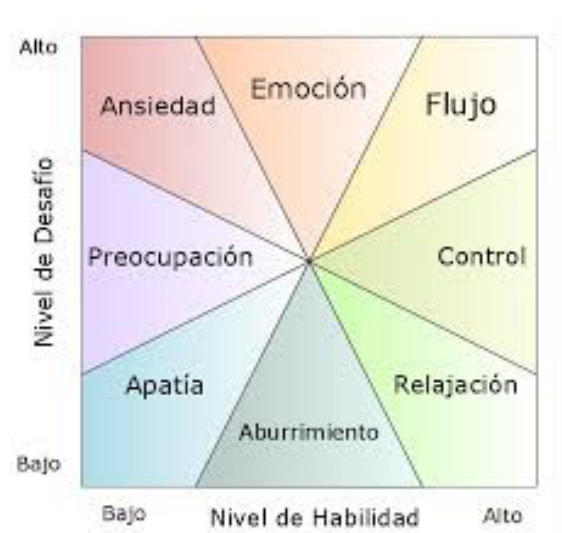 Alto
Ansiedad
Emoción
Flujo
Nivel de Desafío
Preocupación
Control
Apatía
Relajación
Aburrimiento
Bajo
Bajo
Nivel de Habilidad
Alto